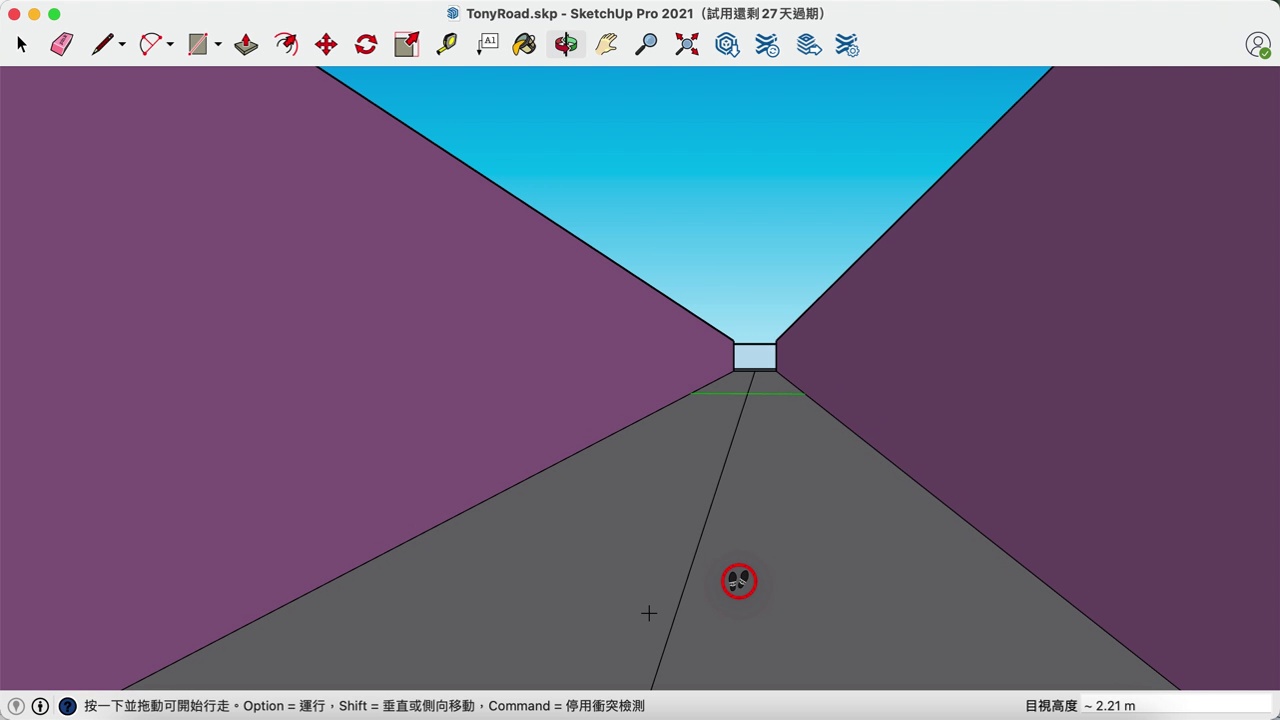 TonyRoad.skp - SketchUp Pro 2021（試用還剩 27 天過期）
A1
按一下並拖動可開始行走。Option = 運行，Shift = 垂直或側向移動，Command = 停用衝突檢測
目視高度 ~ 2.21 m